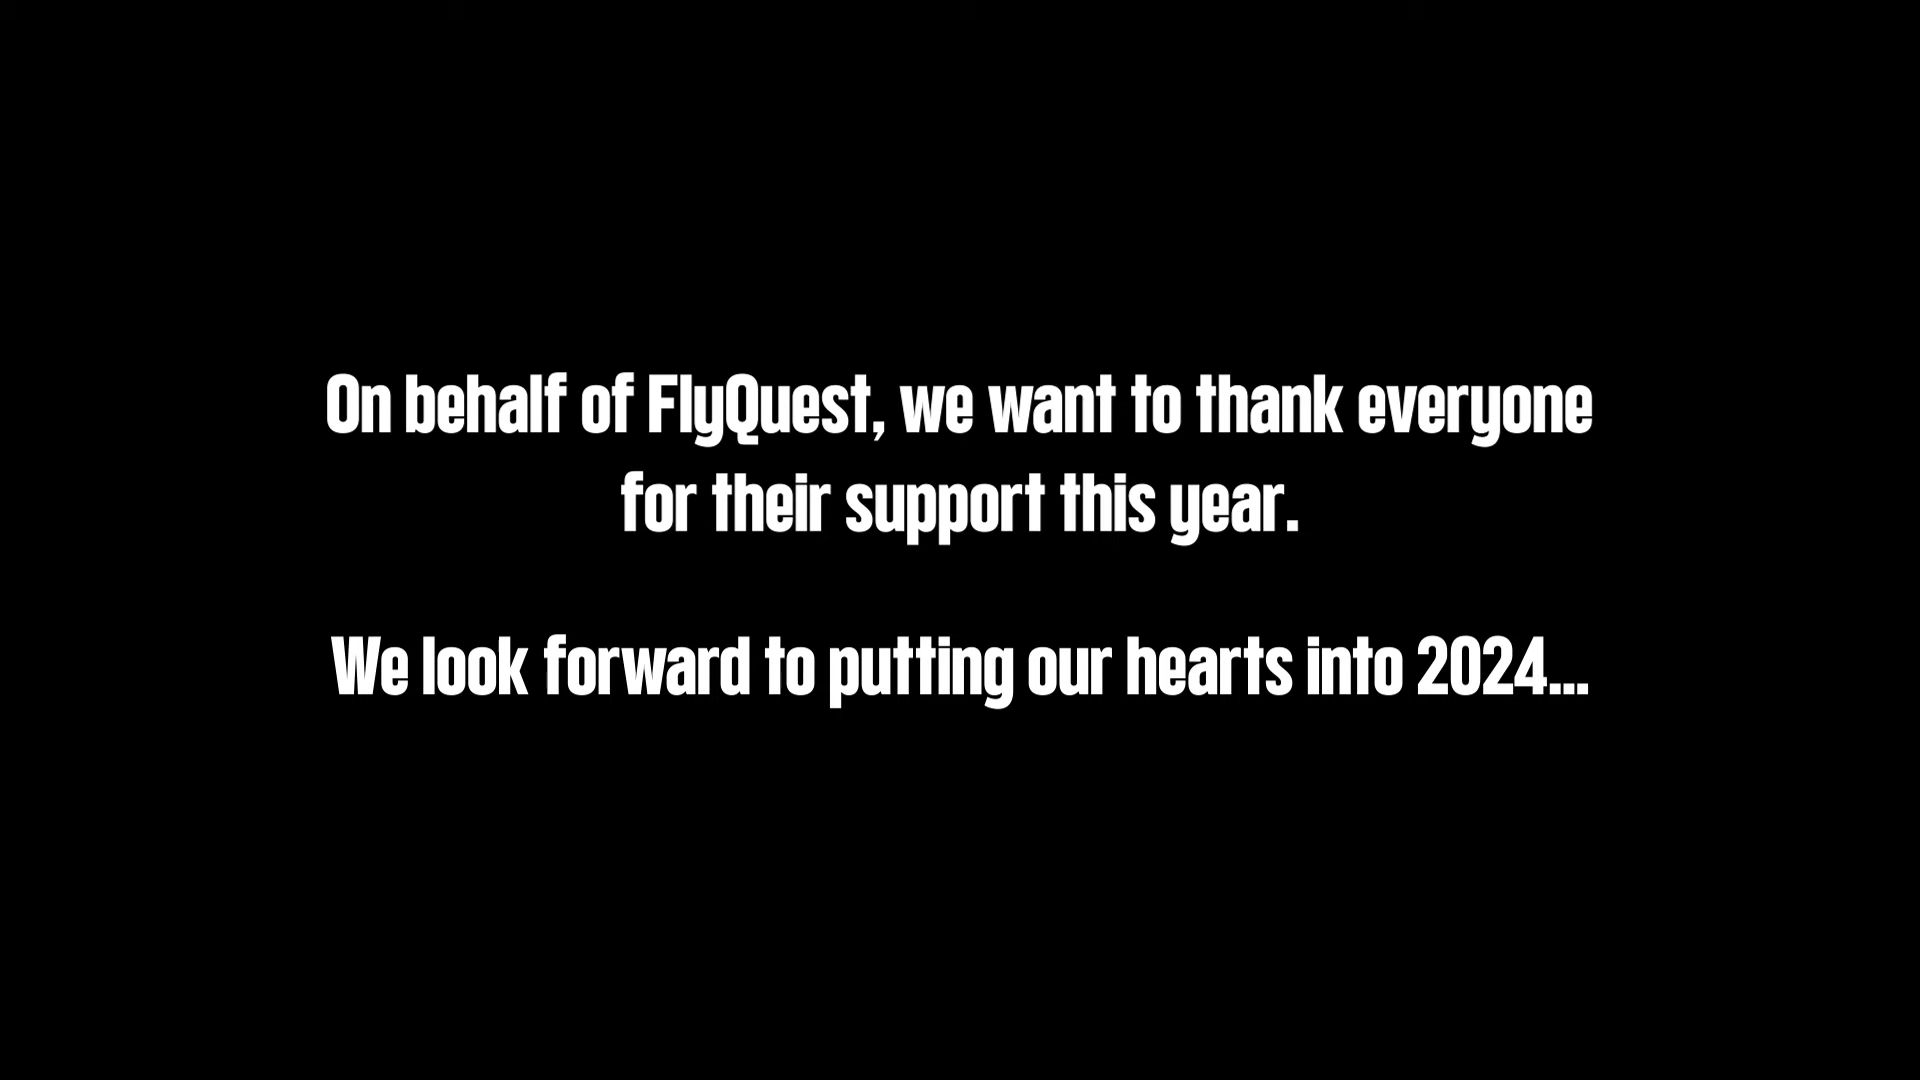 On behalf of FlyQuest, we want to thank everyone
for their support this year.
We look forward to putting our hearts into 2024...